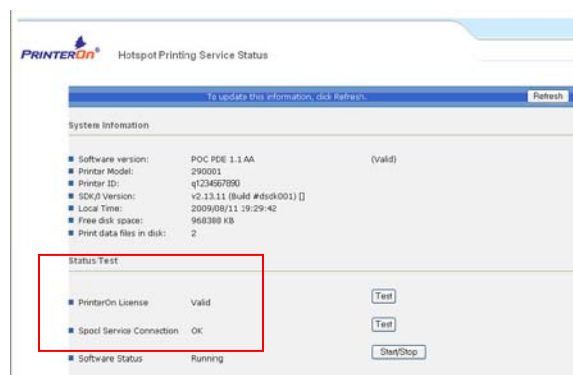 PRINTERON® Hotspot Printing Service Status
To update this information, click Refresh. Refresh
System Infomation
Software version: POC PDE 1.1 AA (Valid)
Printer Model: 290001
Printer ID: q1234567890
SDK/J Version: v2.13.11 (Build #dsdk001) []
Local Time: 2009/08/11 19:29:42
Free disk space: 968388 KB
Print data files in disk: 2
Status Test
PrinterOn License Valid Test
Spocl Service Connection OK Test
Software Status Running Start/Stop